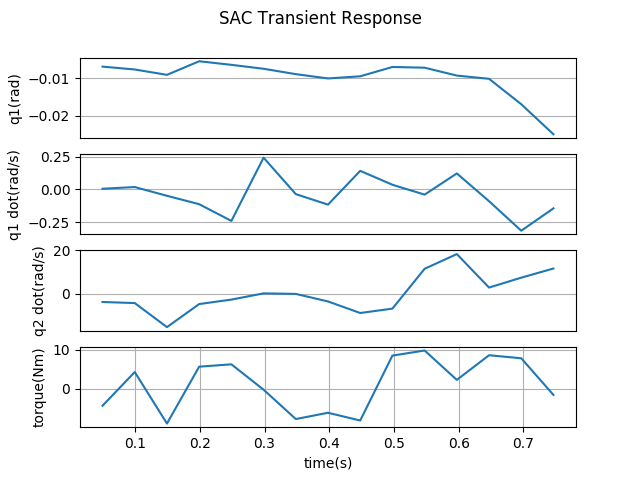 SAC Transient Response
−0.01
−0.02
q1(rad)
0.25
0.00
−0.25
q1 dot(rad/s)
20
0
q2 dot(rad/s)
10
0
torque(Nm)
0.1 0.2 0.3 0.4 0.5 0.6 0.7
time(s)